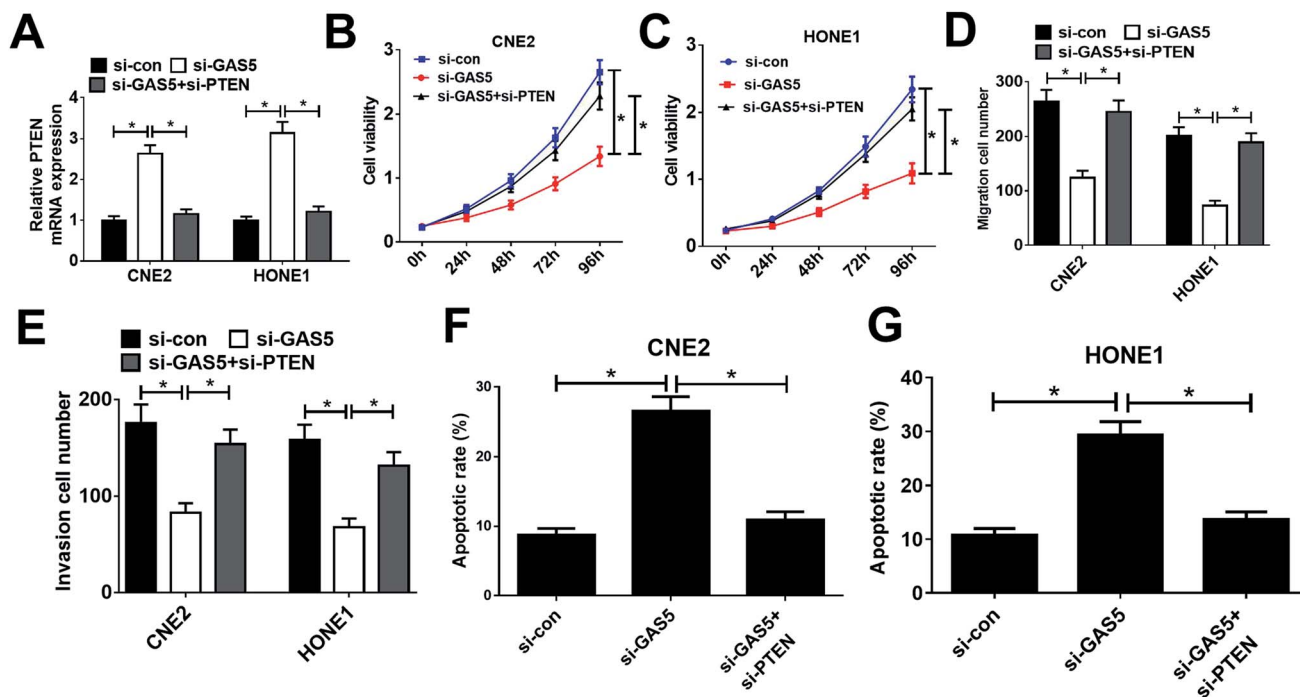 A
si-con si-GAS5
si-GAS5+si-PTEN
Relative PTEN
mRNA expression
4
3
2
1
0
* * * *
CNE2 HONE1
B
CNE2
si-con
si-GAS5
si-GAS5+si-PTEN
Cell viability
3
2
1
0
* *
0h 24h 48h 72h 96h
C
HONE1
si-con
si-GAS5
si-GAS5+si-PTEN
Cell viability
3
2
1
0
* *
0h 24h 48h 72h 96h
D
si-con si-GAS5
si-GAS5+si-PTEN
Migration cell number
300
200
100
0
* * * *
CNE2 HONE1
E
si-con si-GAS5
si-GAS5+si-PTEN
Invasion cell number
200
100
0
* * * *
CNE2 HONE1
F
CNE2
Apoptotic rate (%)
30
20
10
0
* *
si-con si-GAS5 si-GAS5+
si-PTEN
G
HONE1
Apoptotic rate (%)
40
30
20
10
0
* *
si-con si-GAS5 si-GAS5+
si-PTEN